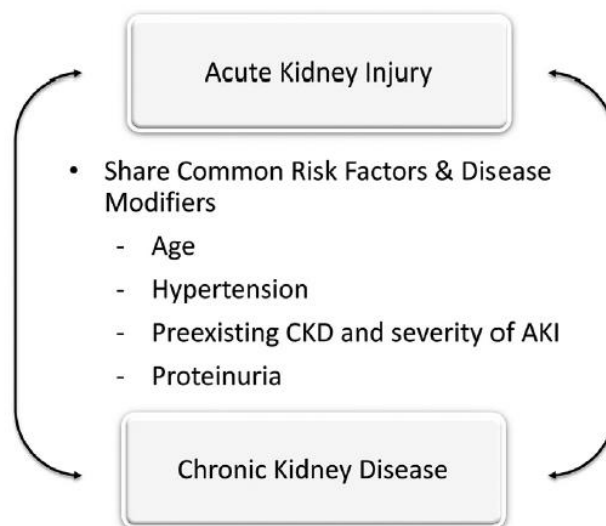 Acute Kidney Injury
• Share Common Risk Factors & Disease
Modifiers
- Age
- Hypertension
- Preexisting CKD and severity of AKI
- Proteinuria
Chronic Kidney Disease